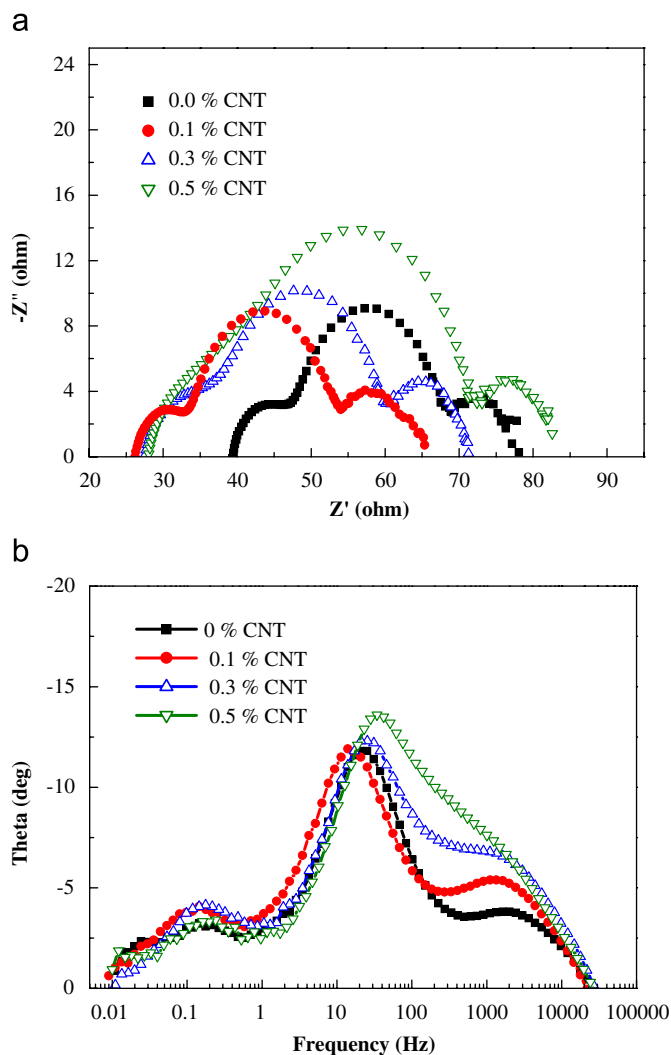 a
24
20
16
12
8
4
0
-Z" (ohm)
0.0 % CNT
0.1 % CNT
0.3 % CNT
0.5 % CNT
20 30 40 50 60 70 80 90
Z' (ohm)
b
-20
-15
-10
-5
0
Theta (deg)
0 % CNT
0.1 % CNT
0.3 % CNT
0.5 % CNT
0.01 0.1 1 10 100 1000 10000 100000
Frequency (Hz)